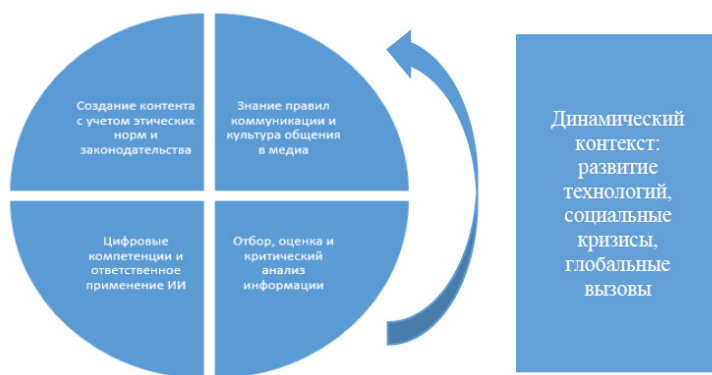 Создание контента
с учетом этических
норм и
законодательства
Знание правил
коммуникации и
культура общения
в медиа
Цифровые
компетенции и
ответственное
применение ИИ
Отбор, оценка и
критический
анализ
информации
Динамический
контекст:
развитие
технологий,
социальные
кризисы,
глобальные
вызовы